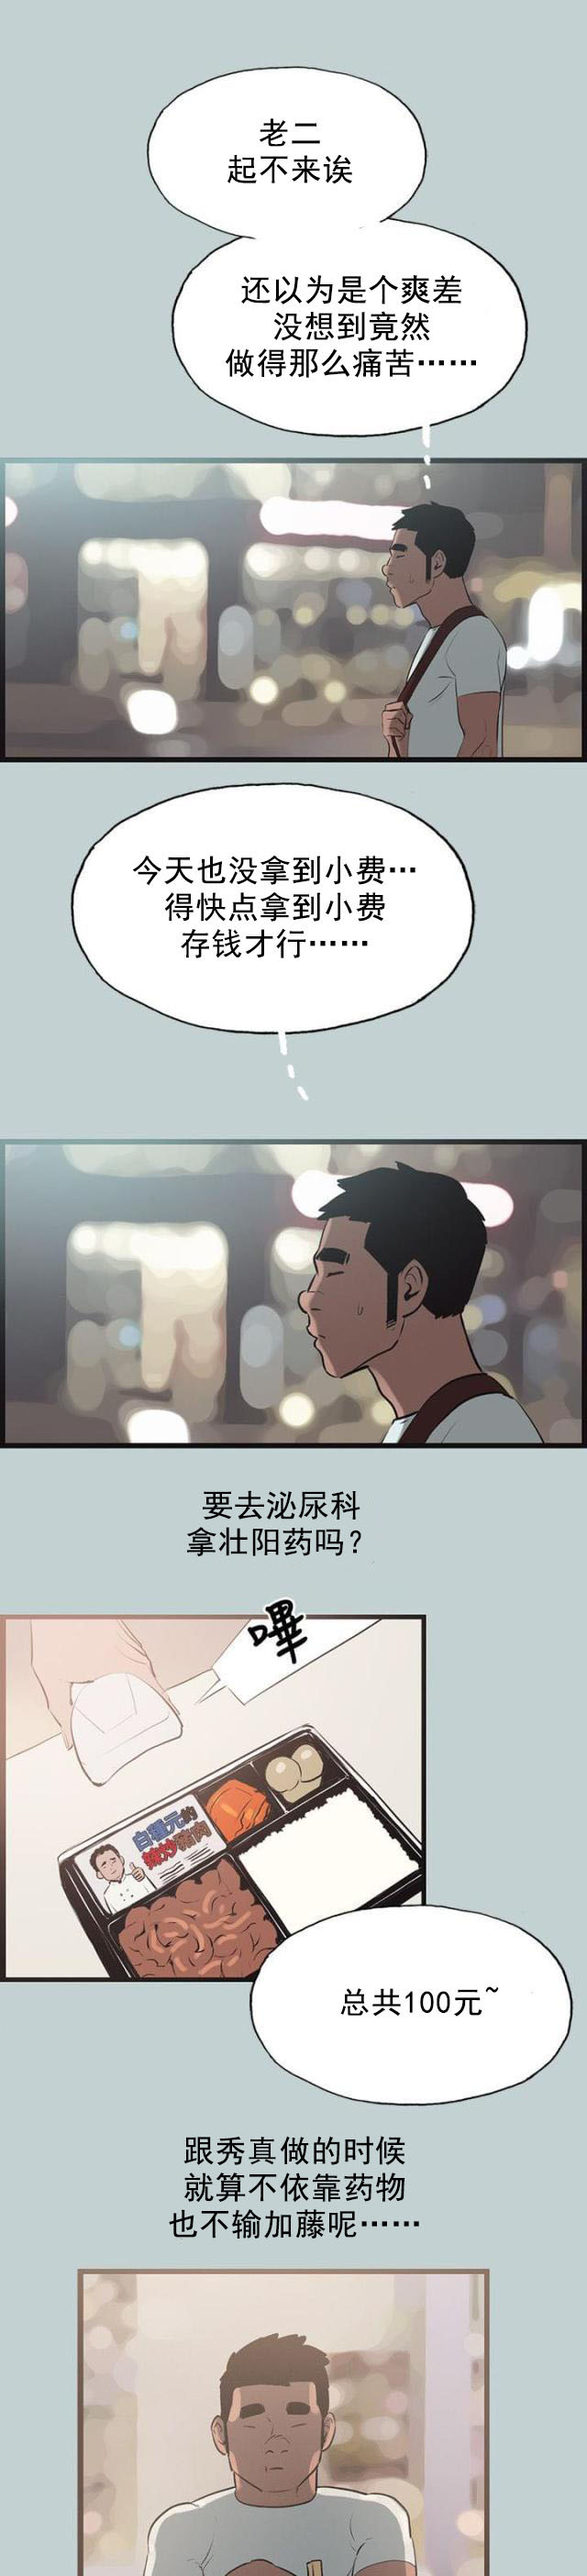 老二
起不来诶
还以为是个爽差
没想到竟然
做得那么痛苦……
今天也没拿到小费…
得快点拿到小费
存钱才行……
要去泌尿科
拿壮阳药吗?
嗶
白種元的
辣炒豬肉
总共100元~
跟秀真做的时候
就算不依靠药物
也不输加藤呢……